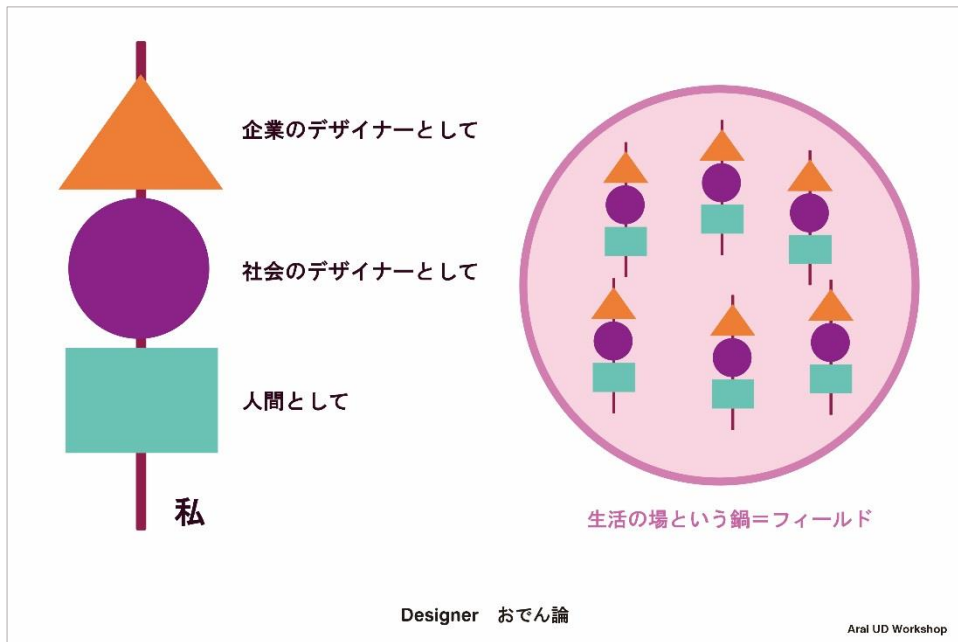 企業のデザイナーとして
社会のデザイナーとして
人間として
私
生活の場という鍋＝フィールド
Designer　おでん論
Aral UD Workshop